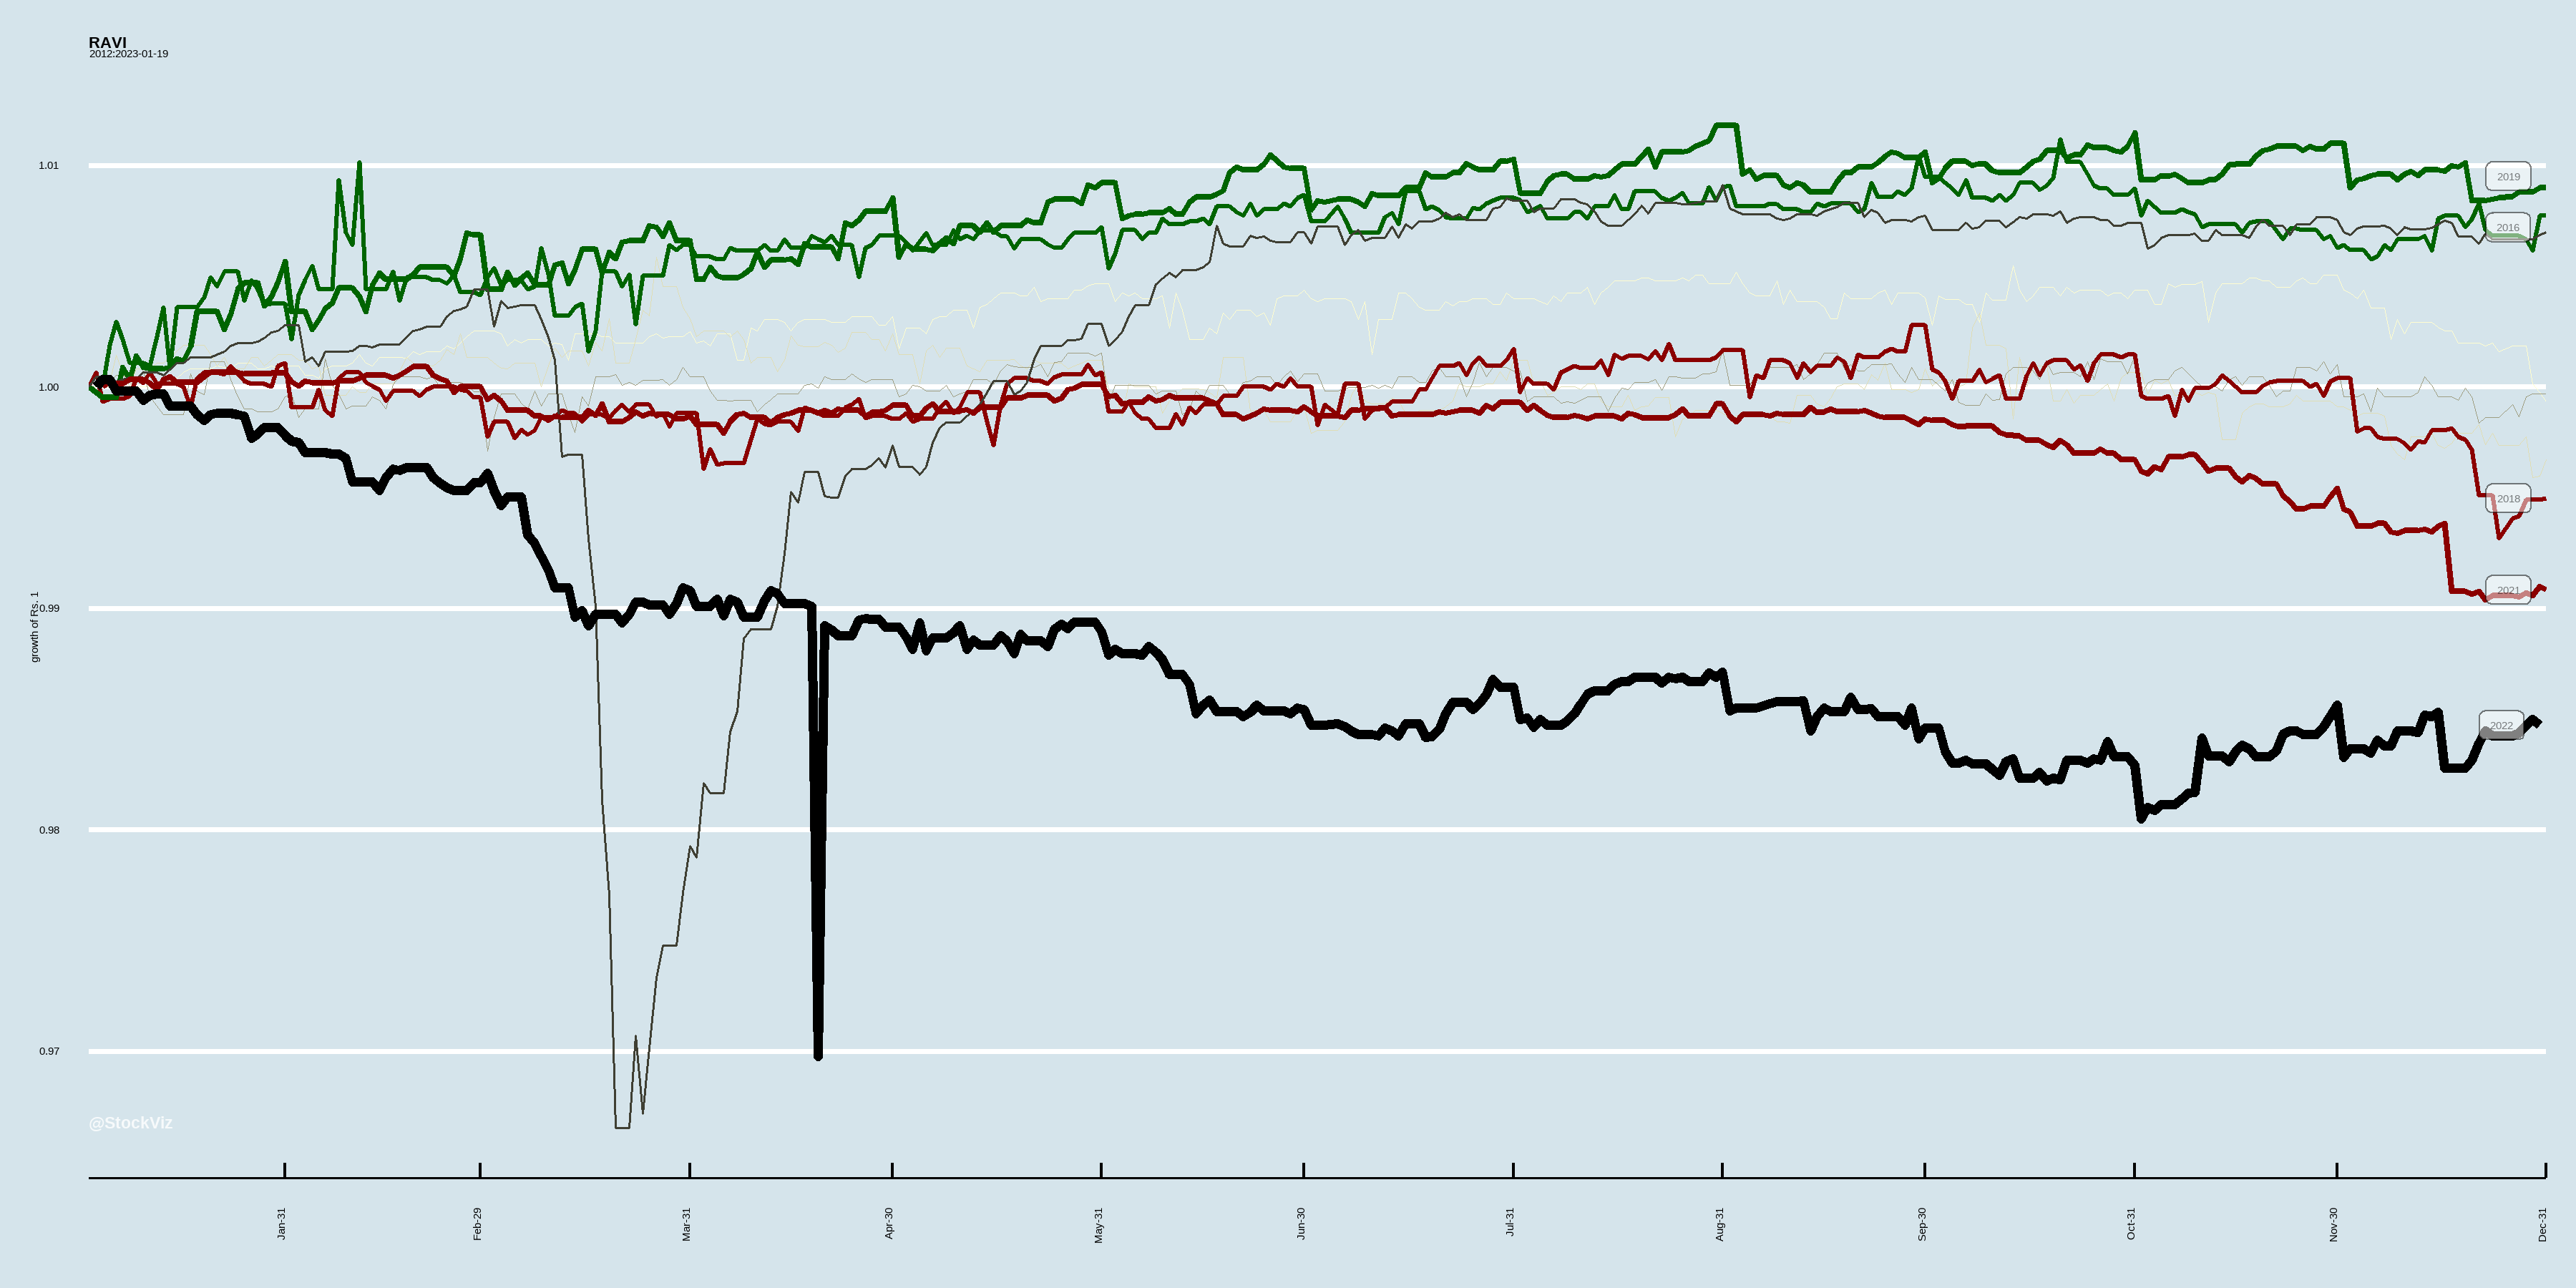 RAVI
2012:2023-01-19
growth of Rs. 1
1.01
1.00
0.99
0.98
0.97
2019
2016
2018
2021
2022
@StockViz
Jan-31
Feb-29
Mar-31
Apr-30
May-31
Jun-30
Jul-31
Aug-31
Sep-30
Oct-31
Nov-30
Dec-31